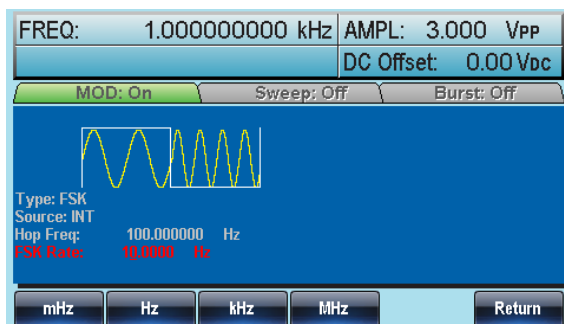 FREQ: 1.000000000 kHz AMPL: 3.000 VPP
DC Offset: 0.00 VDC
MOD: On Sweep: Off Burst: Off
Type: FSK
Source: INT
Hop Freq: 100.000000 Hz
FSK Rate: 10.0000 Hz
mHz Hz kHz MHz Return